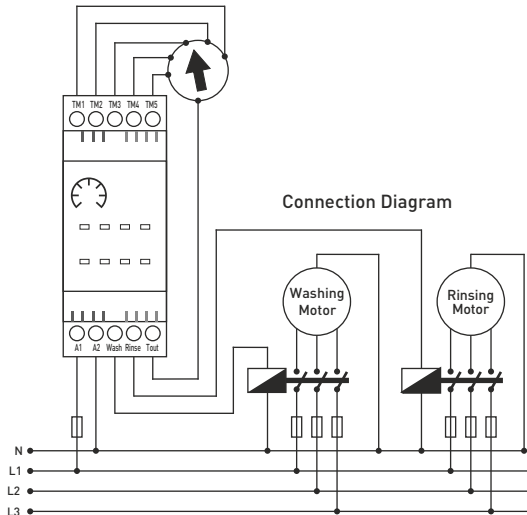 TM1 TM2 TM3 TM4 TM5
Connection Diagram
Washing
Motor
Rinsing
Motor
A1 A2 Wash Rinse Tout
N
L1
L2
L3